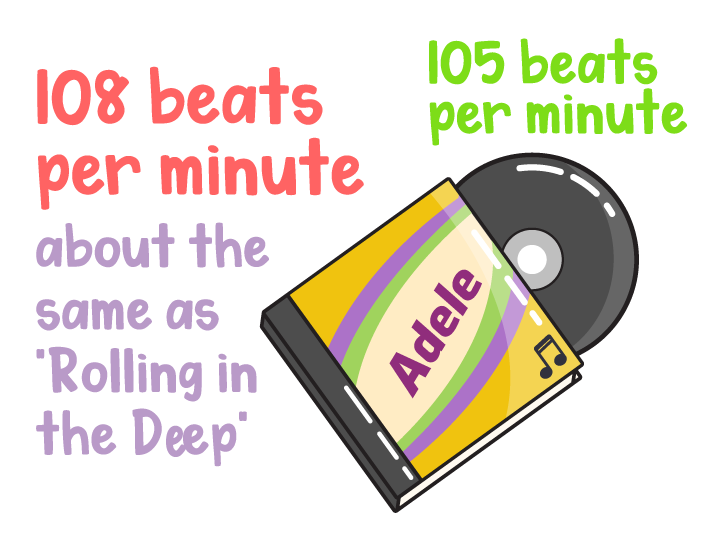 108 beats
per minute
about the
same as
'Rolling in
the Deep'
105 beats
per minute
Adele